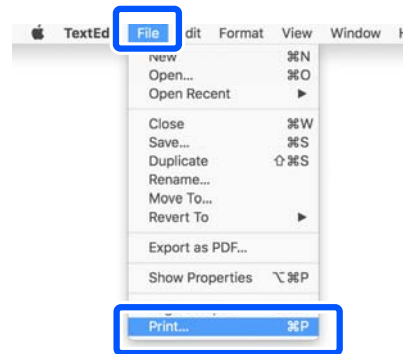 TextEd File dit Format View Window
New ⌘N
Open... ⌘O
Open Recent ▶
Close ⌘W
Save... ⌘S
Duplicate ⇧⌘S
Rename...
Move To...
Revert To ▶
Export as PDF...
Show Properties ⌥⌘P
Print... ⌘P